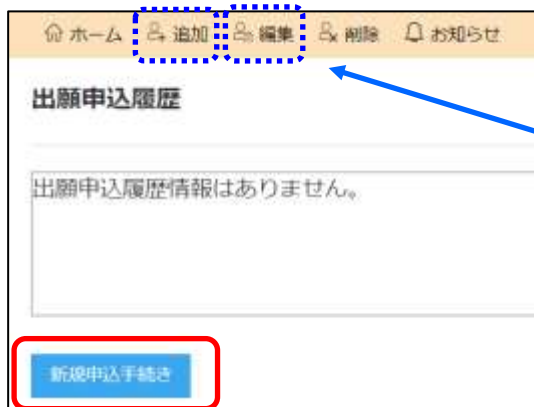 ホーム 追加 編集 削除 お知らせ
出願申込履歴
出願申込履歴情報はありません。
新規申込手続き